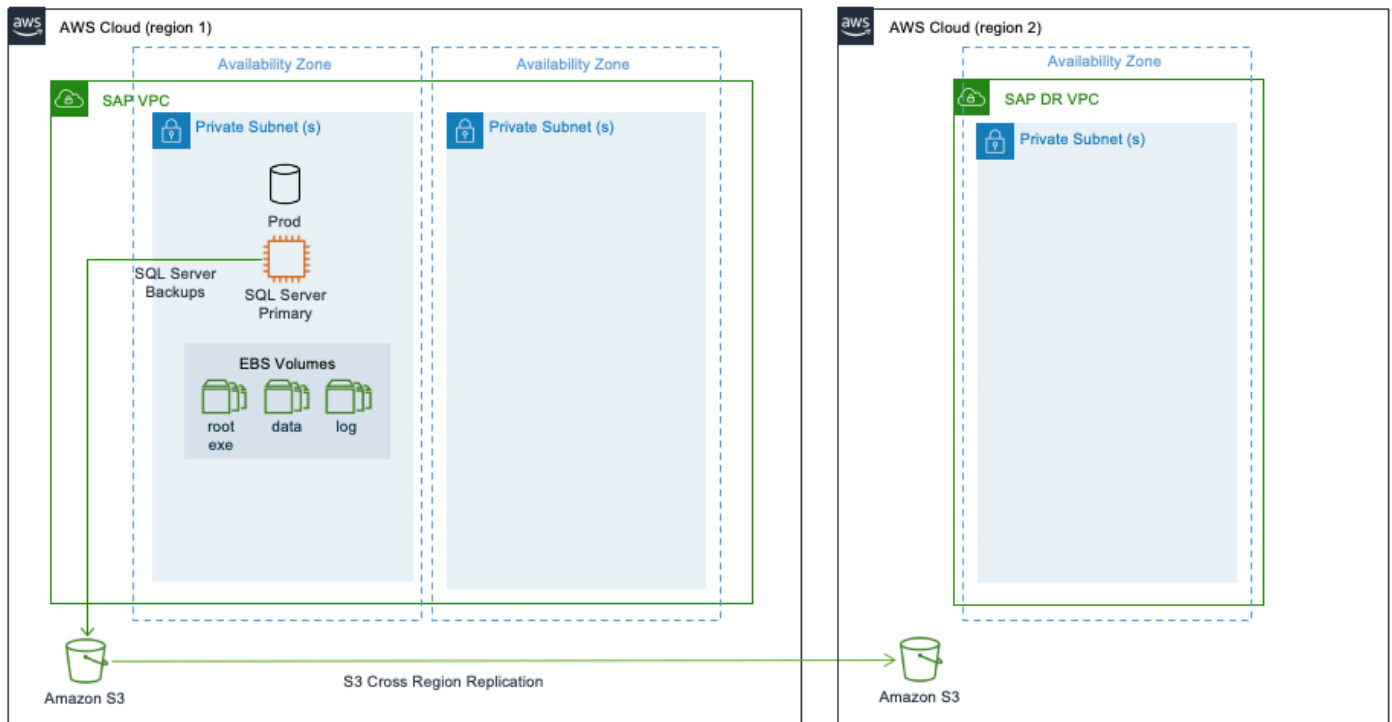 aws
AWS Cloud (region 1)
Availability Zone
Availability Zone
SAP VPC
Private Subnet (s)
Private Subnet (s)
Prod
SQL Server
Backups
SQL Server
Primary
EBS Volumes
root
exe
data
log
Amazon S3
S3 Cross Region Replication
aws
AWS Cloud (region 2)
Availability Zone
SAP DR VPC
Private Subnet (s)
Amazon S3